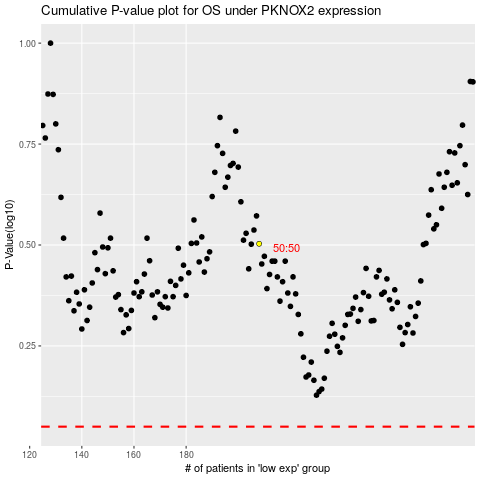 Cumulative P-value plot for OS under PKNOX2 expression
P-Value(log10)
1.00
0.75
0.50
0.25
50:50
120 140 160 180
# of patients in 'low exp' group